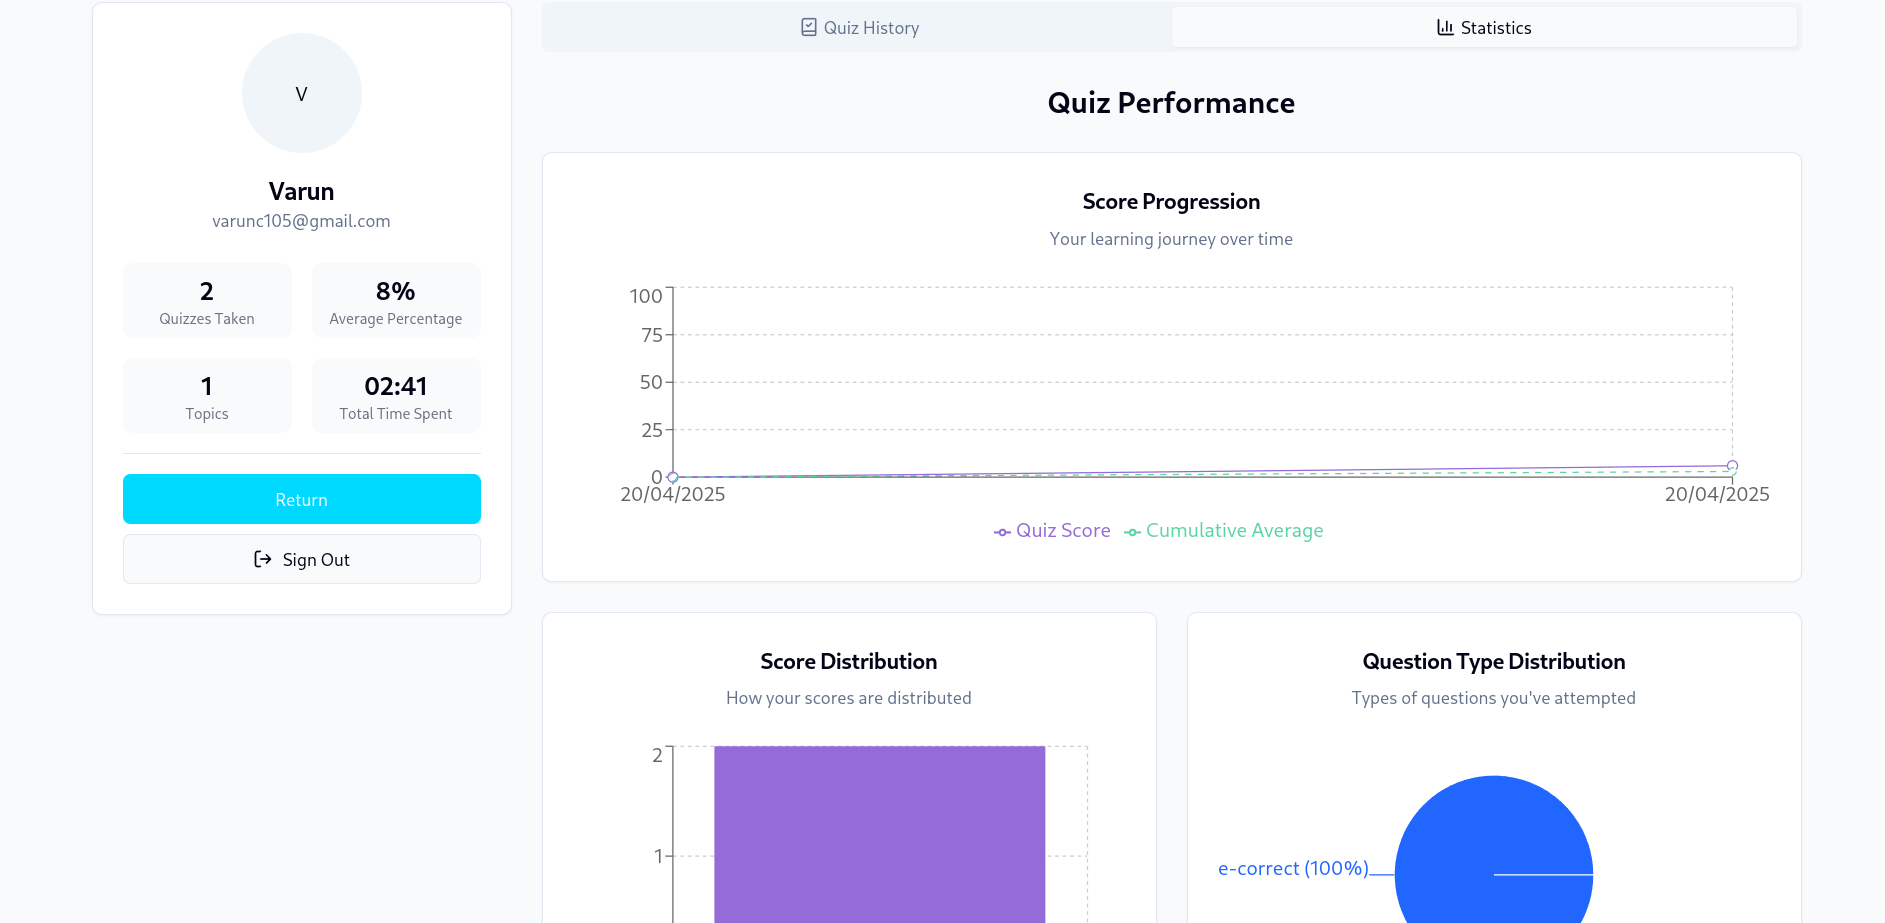 V
Varun
varunc105@gmail.com
2
Quizzes Taken
8%
Average Percentage
1
Topics
02:41
Total Time Spent
Return
Sign Out
Quiz History
Statistics
Quiz Performance
Score Progression
Your learning journey over time
100
75
50
25
0
20/04/2025
20/04/2025
Quiz Score
Cumulative Average
Score Distribution
How your scores are distributed
2
1
Question Type Distribution
Types of questions you've attempted
e-correct (100%)